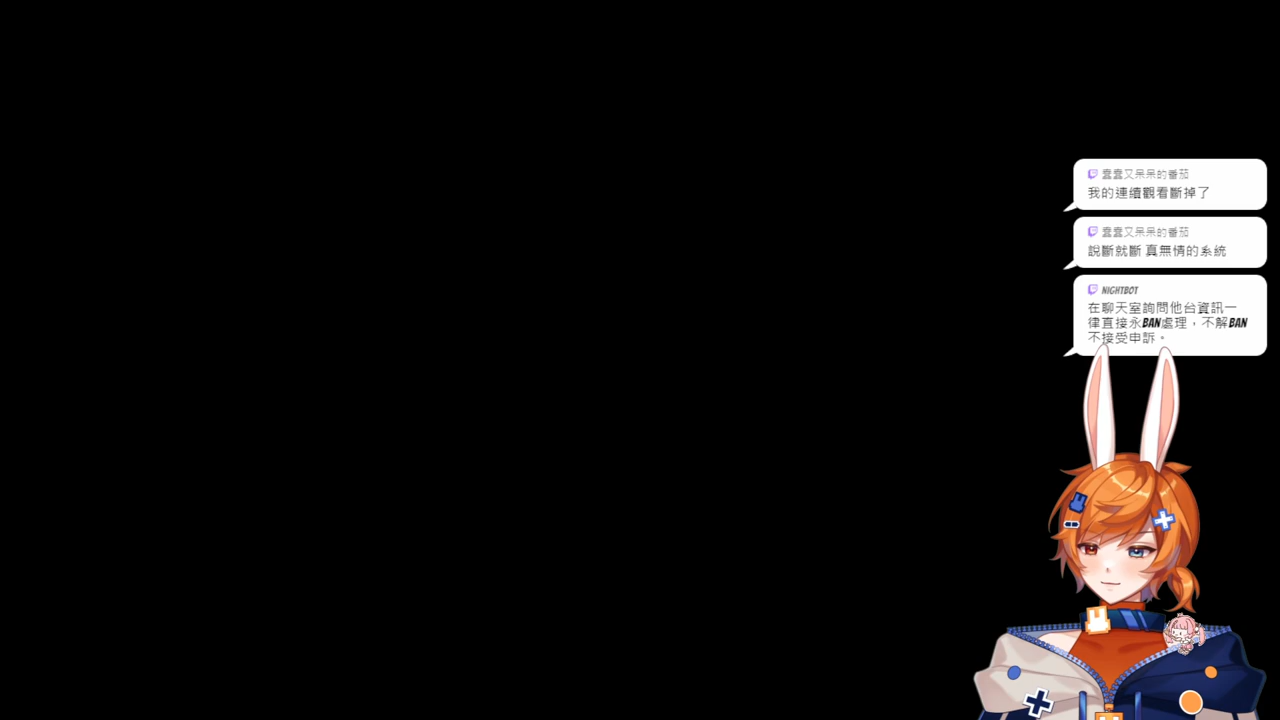 蠢蠢又呆呆的番茄
我的連續觀看斷掉了
蠢蠢又呆呆的番茄
說斷就斷 真無情的系統
NIGHTBOT
在聊天室詢問他台資訊一
律直接永BAN處理，不解BAN
不接受申訴。